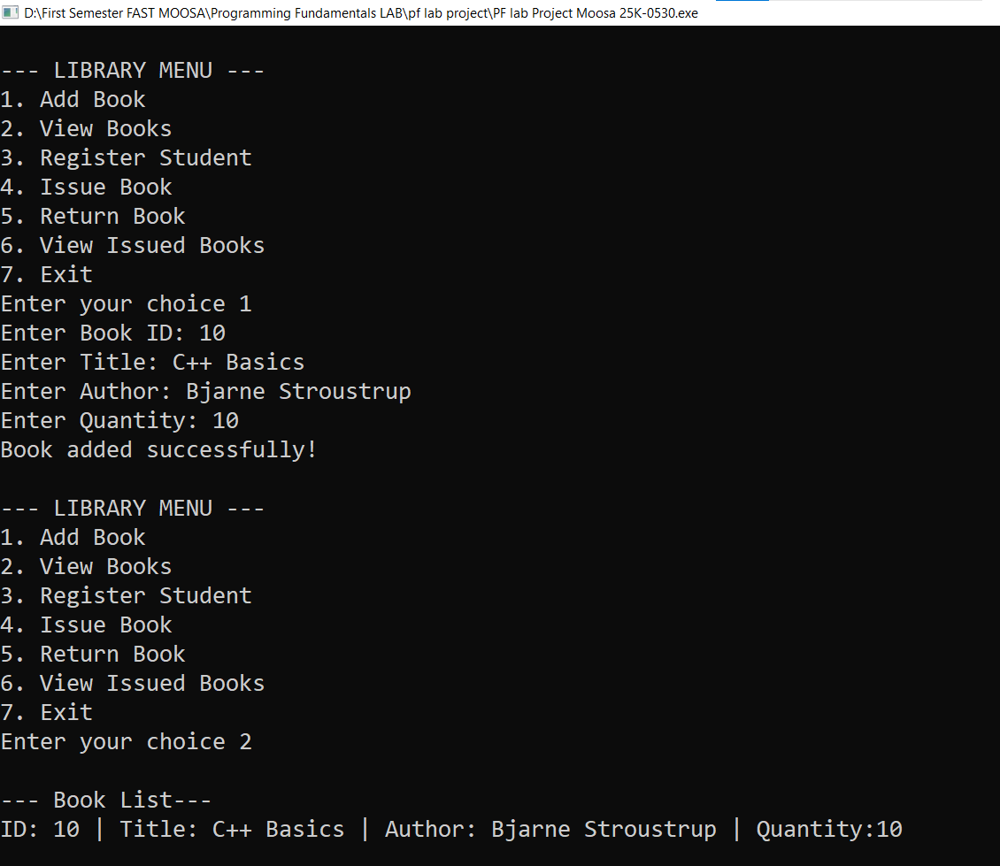 D:\First Semester FAST MOOSA\Programming Fundamentals LAB\pf lab project\PF lab Project Moosa 25K-0530.exe
--- LIBRARY MENU ---
1. Add Book
2. View Books
3. Register Student
4. Issue Book
5. Return Book
6. View Issued Books
7. Exit
Enter your choice 1
Enter Book ID: 10
Enter Title: C++ Basics
Enter Author: Bjarne Stroustrup
Enter Quantity: 10
Book added successfully!
--- LIBRARY MENU ---
1. Add Book
2. View Books
3. Register Student
4. Issue Book
5. Return Book
6. View Issued Books
7. Exit
Enter your choice 2
--- Book List---
ID: 10 | Title: C++ Basics | Author: Bjarne Stroustrup | Quantity:10